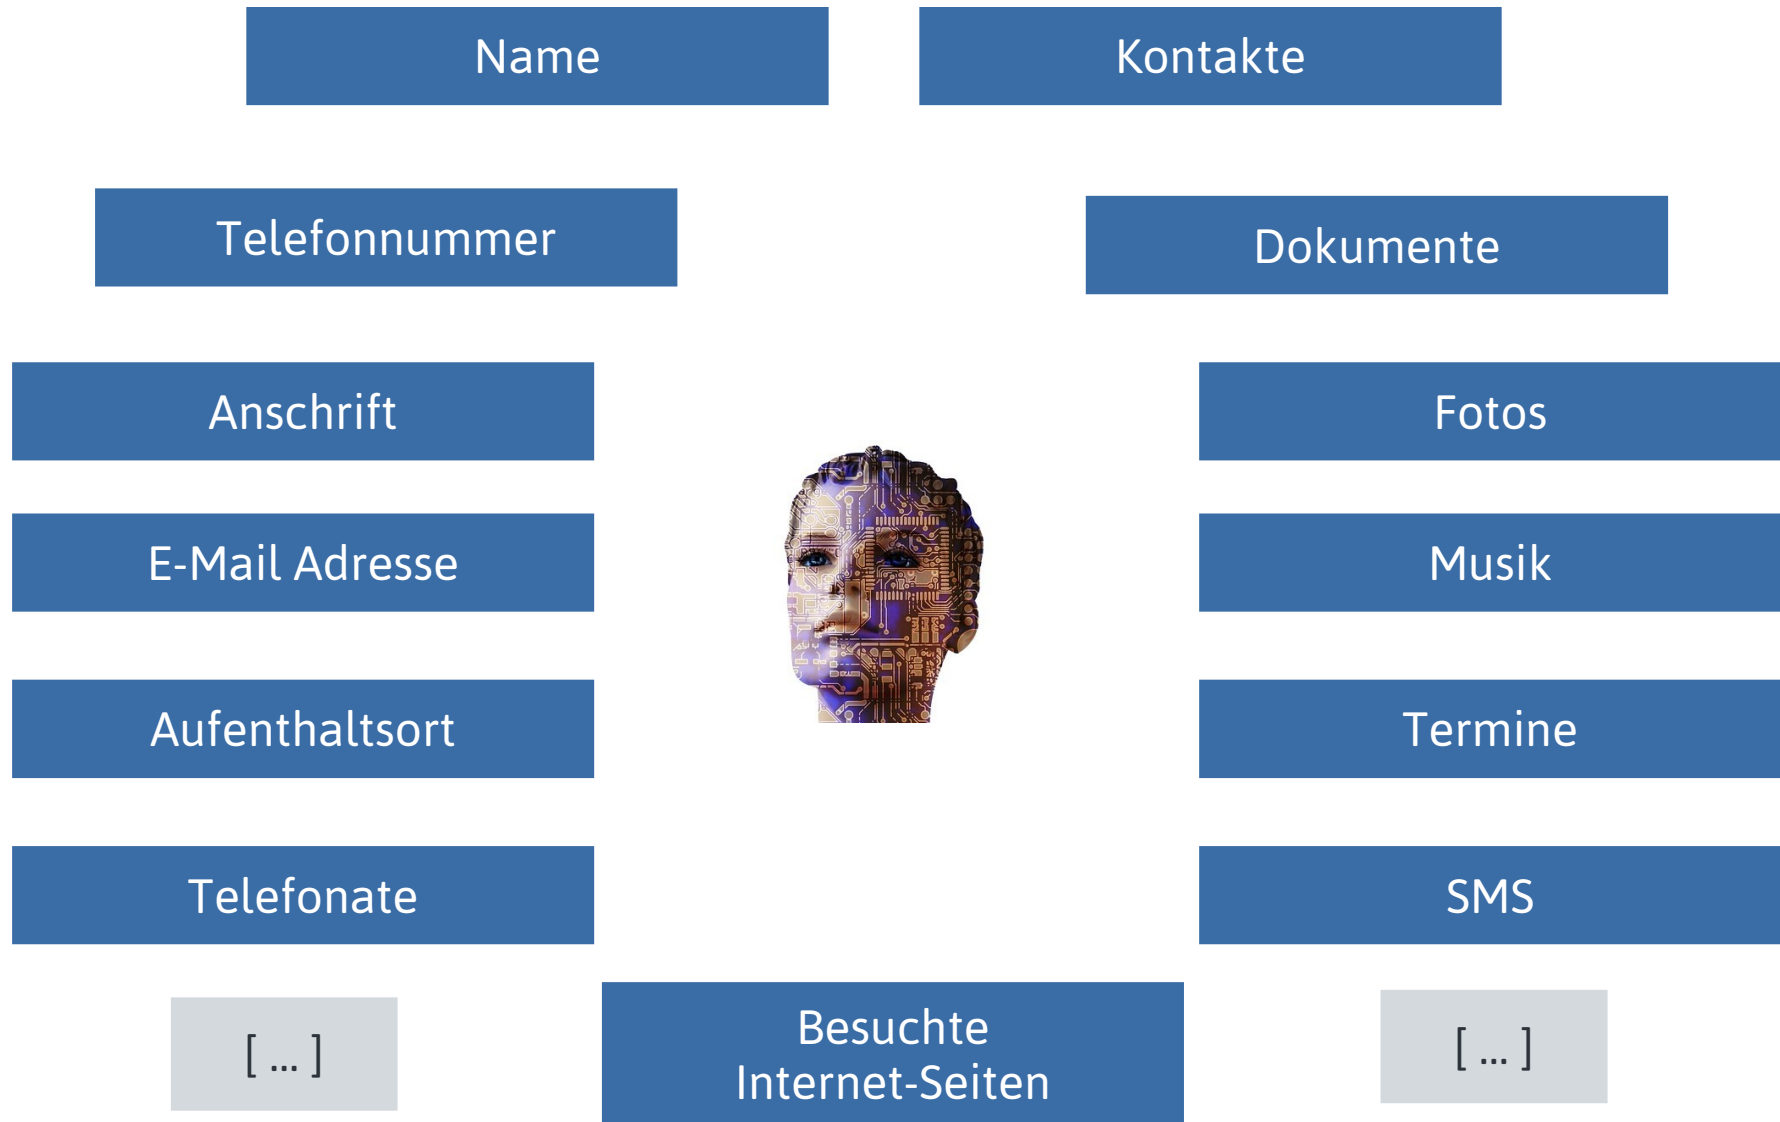 Name
Kontakte
Telefonnummer
Dokumente
Anschrift
Fotos
E-Mail Adresse
Musik
Aufenthaltsort
Termine
Telefonate
SMS
[ ... ]
Besuchte
Internet-Seiten
[ ... ]